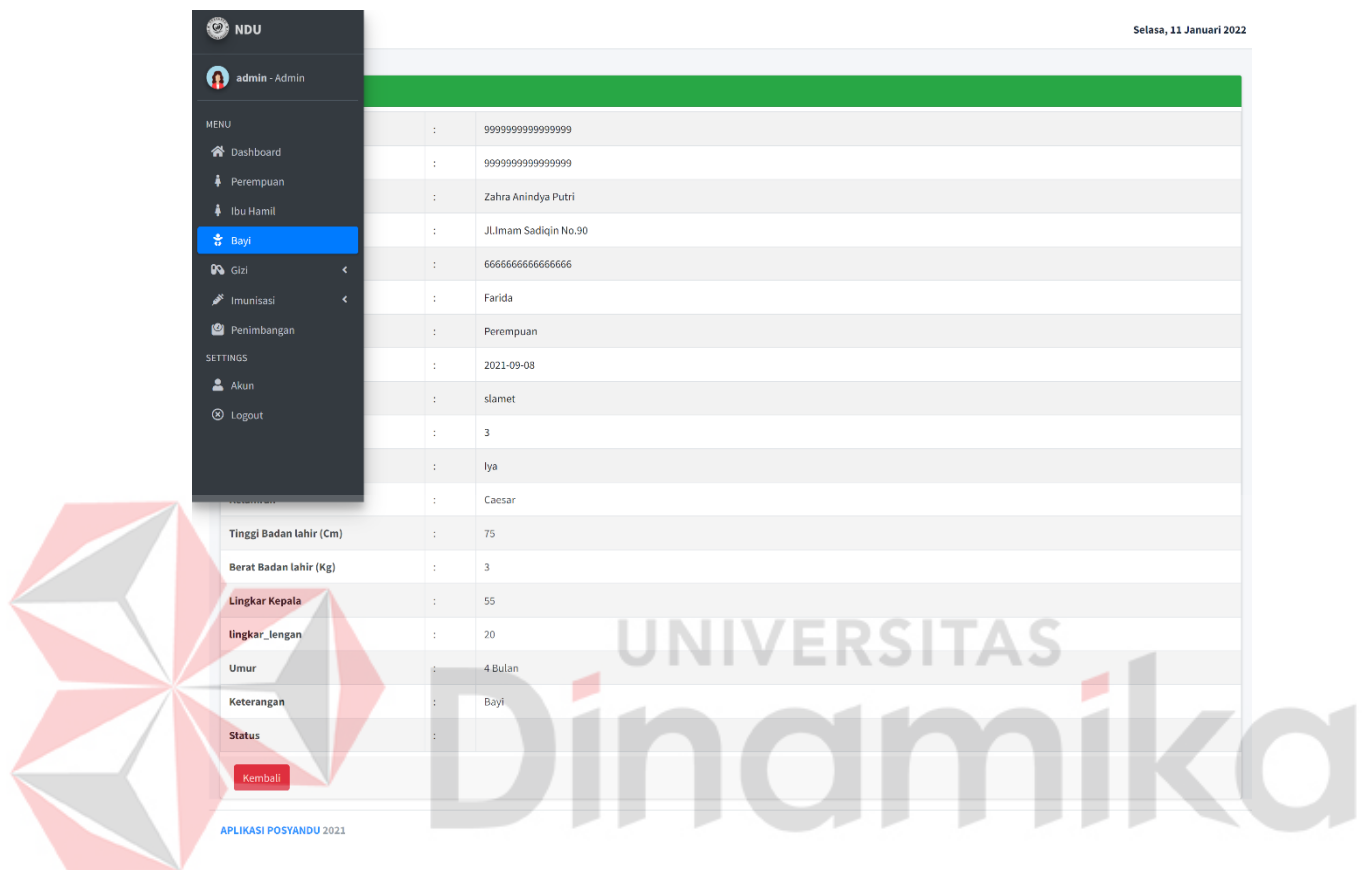 NDU
Selasa, 11 Januari 2022
admin - Admin
MENU
Dashboard
Perempuan
Ibu Hamil
Bayi
Gizi
Imunisasi
Penimbangan
SETTINGS
Akun
Logout
: 9999999999999999
: 9999999999999999
: Zahra Anindya Putri
: Jl.Imam Sadiqin No.90
: 6666666666666666
: Farida
: Perempuan
: 2021-09-08
: slamet
: 3
: Iya
: Caesar
Tinggi Badan lahir (Cm) : 75
Berat Badan lahir (Kg) : 3
Lingkar Kepala : 55
lingkar_lengan : 20
Umur : 4 Bulan
Keterangan : Bayi
Status :
Kembali
APLIKASI POSYANDU 2021
UNIVERSITAS
Dinamika